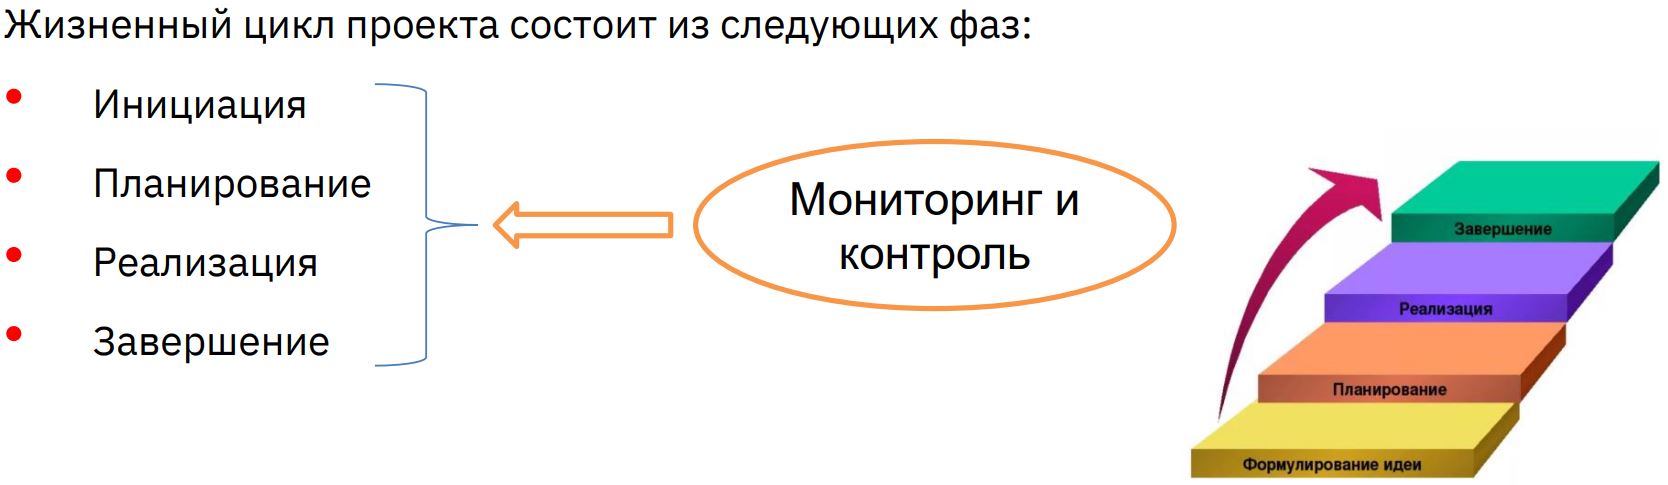 Жизненный цикл проекта состоит из следующих фаз:
• Инициация
• Планирование
• Реализация
• Завершение
Мониторинг и
контроль
Завершение
Реализация
Планирование
Формулирование идеи